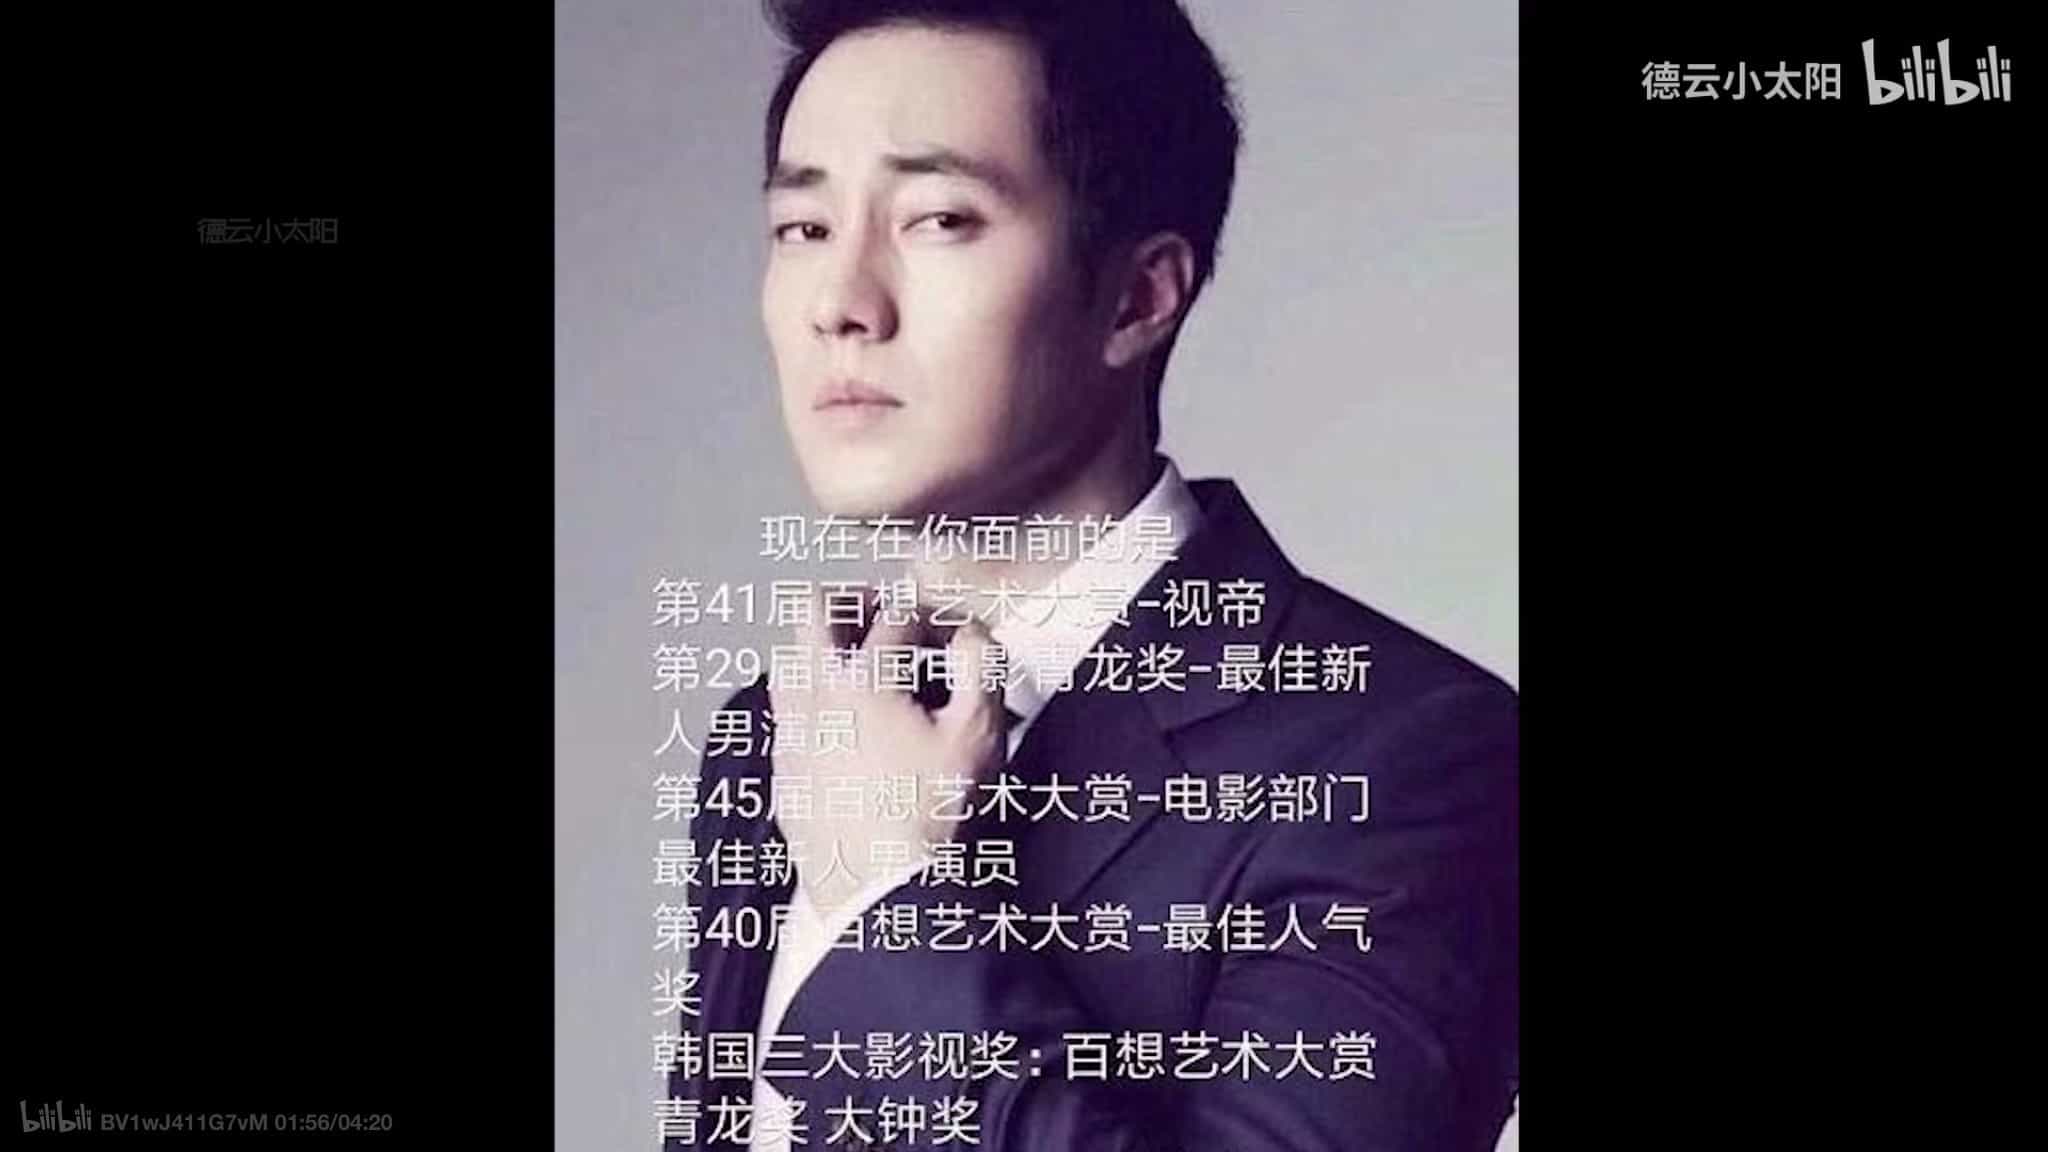 德云小太阳 bilibili
德云小太阳
现在在你面前的是
第41届百想艺术大赏-视帝
第29届韩国电影青龙奖-最佳新
人男演员
第45届百想艺术大赏-电影部门
最佳新人男演员
第40届百想艺术大赏-最佳人气
奖
韩国三大影视奖：百想艺术大赏
青龙奖 大钟奖
bilibili BV1wJ411G7vM 01:56/04:20